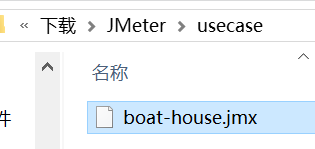 « 下载 > JMeter > usecase
名称
boat-house.jmx
件